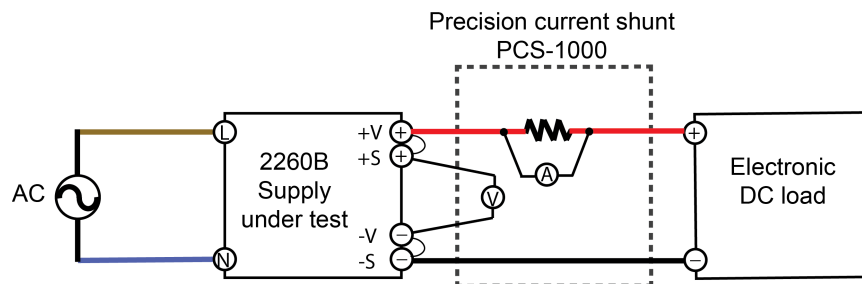 Precision current shunt
PCS-1000
L
+V
+
+
2260B
+S
+
Supply
A
Electronic
AC
under test
V
DC load
-V
−
N
-S
−
−